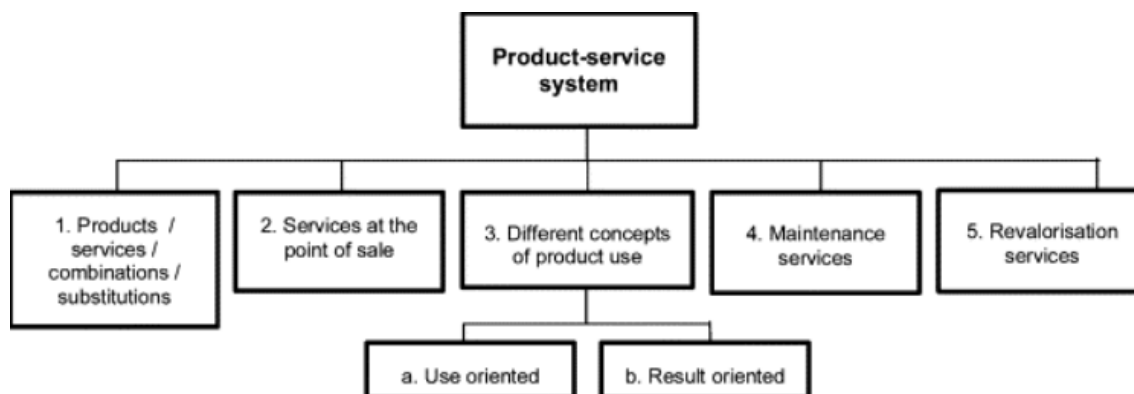 Product-service
system
1. Products /
services /
combinations /
substitutions
2. Services at the
point of sale
3. Different concepts
of product use
4. Maintenance
services
5. Revalorisation
services
a. Use oriented
b. Result oriented